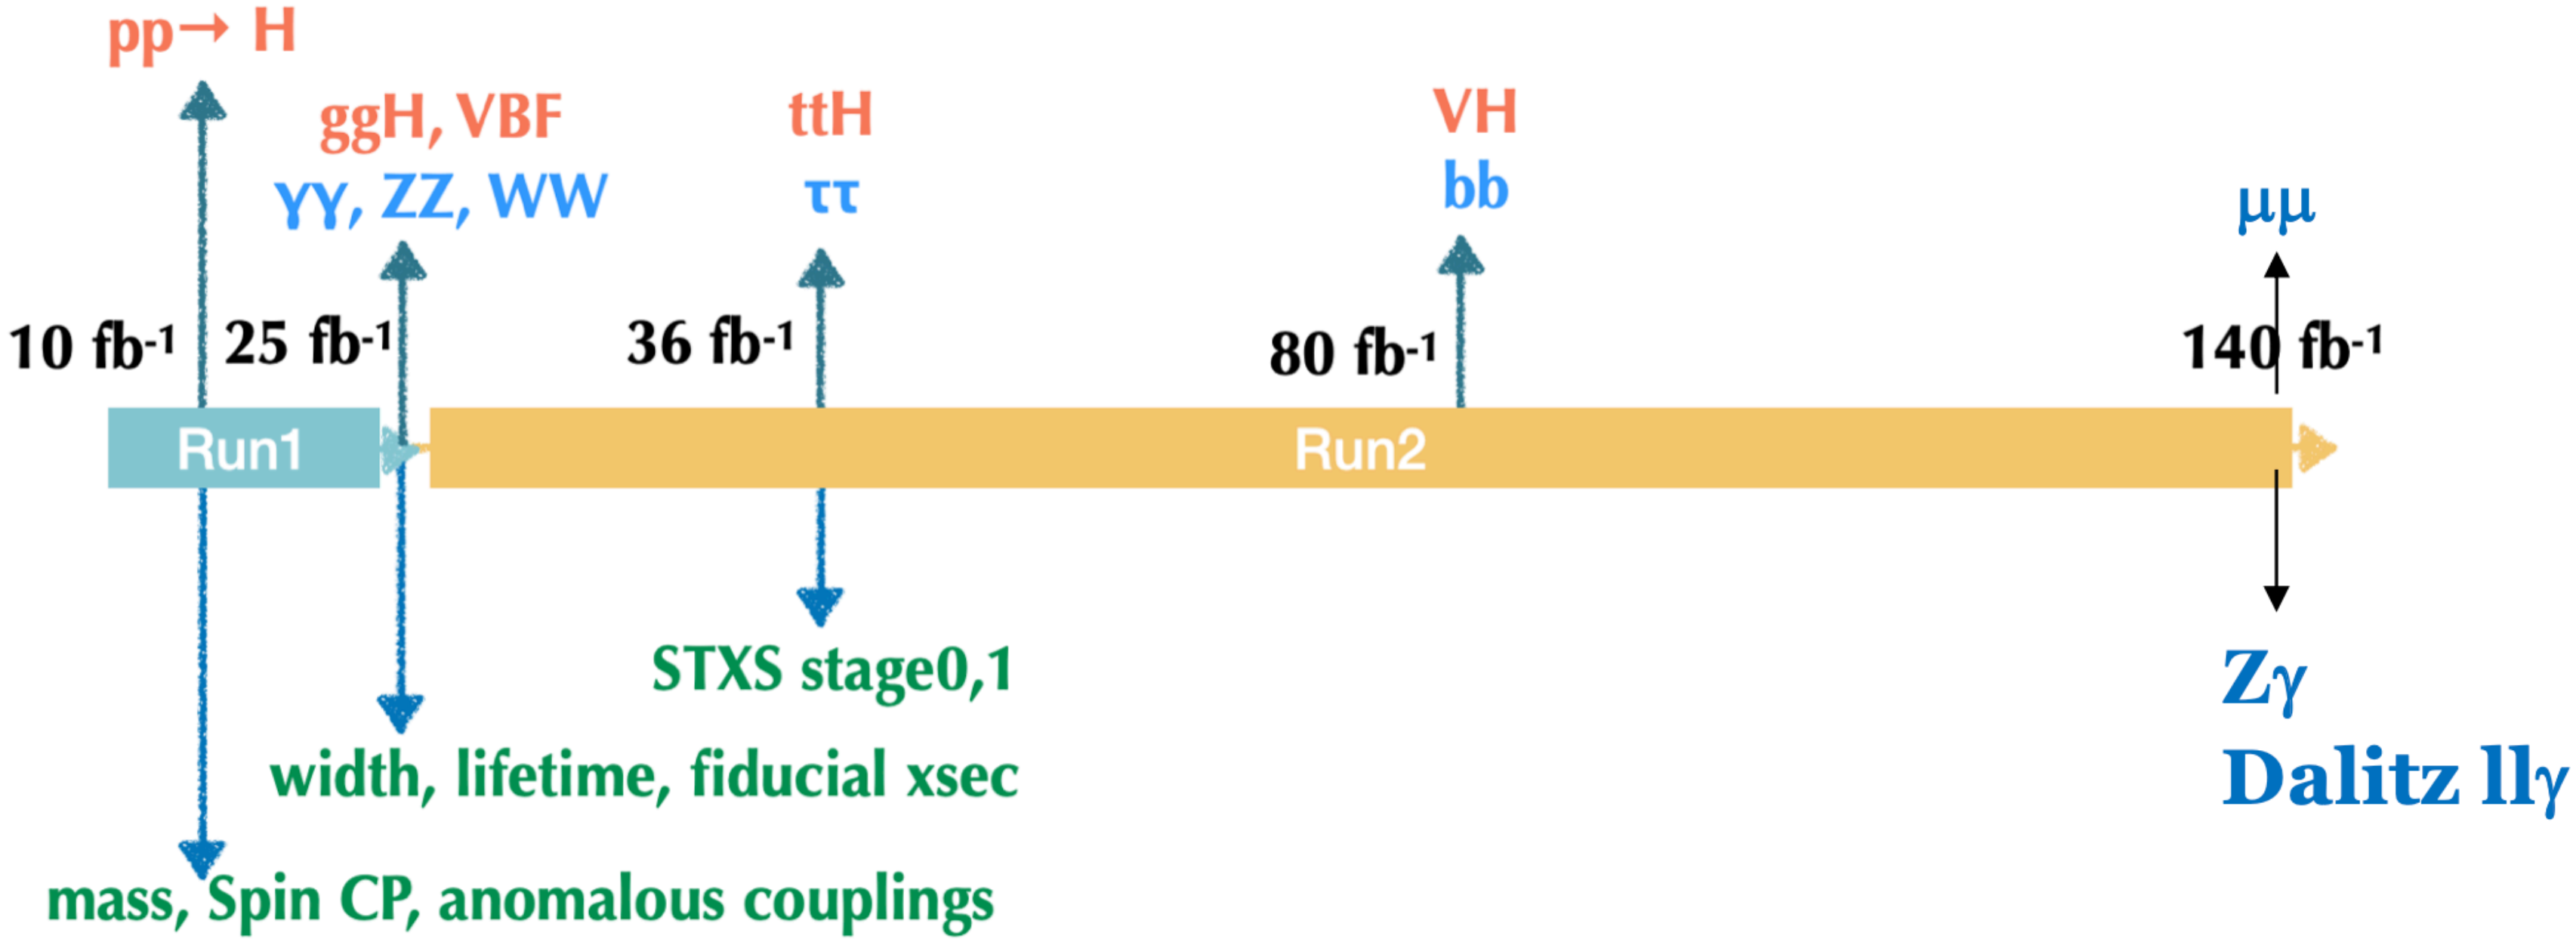 pp→ H
ggH, VBF
γγ, ZZ, WW
ttH
ττ
VH
bb
μμ
10 fb-1
25 fb-1
36 fb-1
80 fb-1
140 fb-1
Run1
Run2
STXS stage0,1
width, lifetime, fiducial xsec
mass, Spin CP, anomalous couplings
Zγ
Dalitz llγ